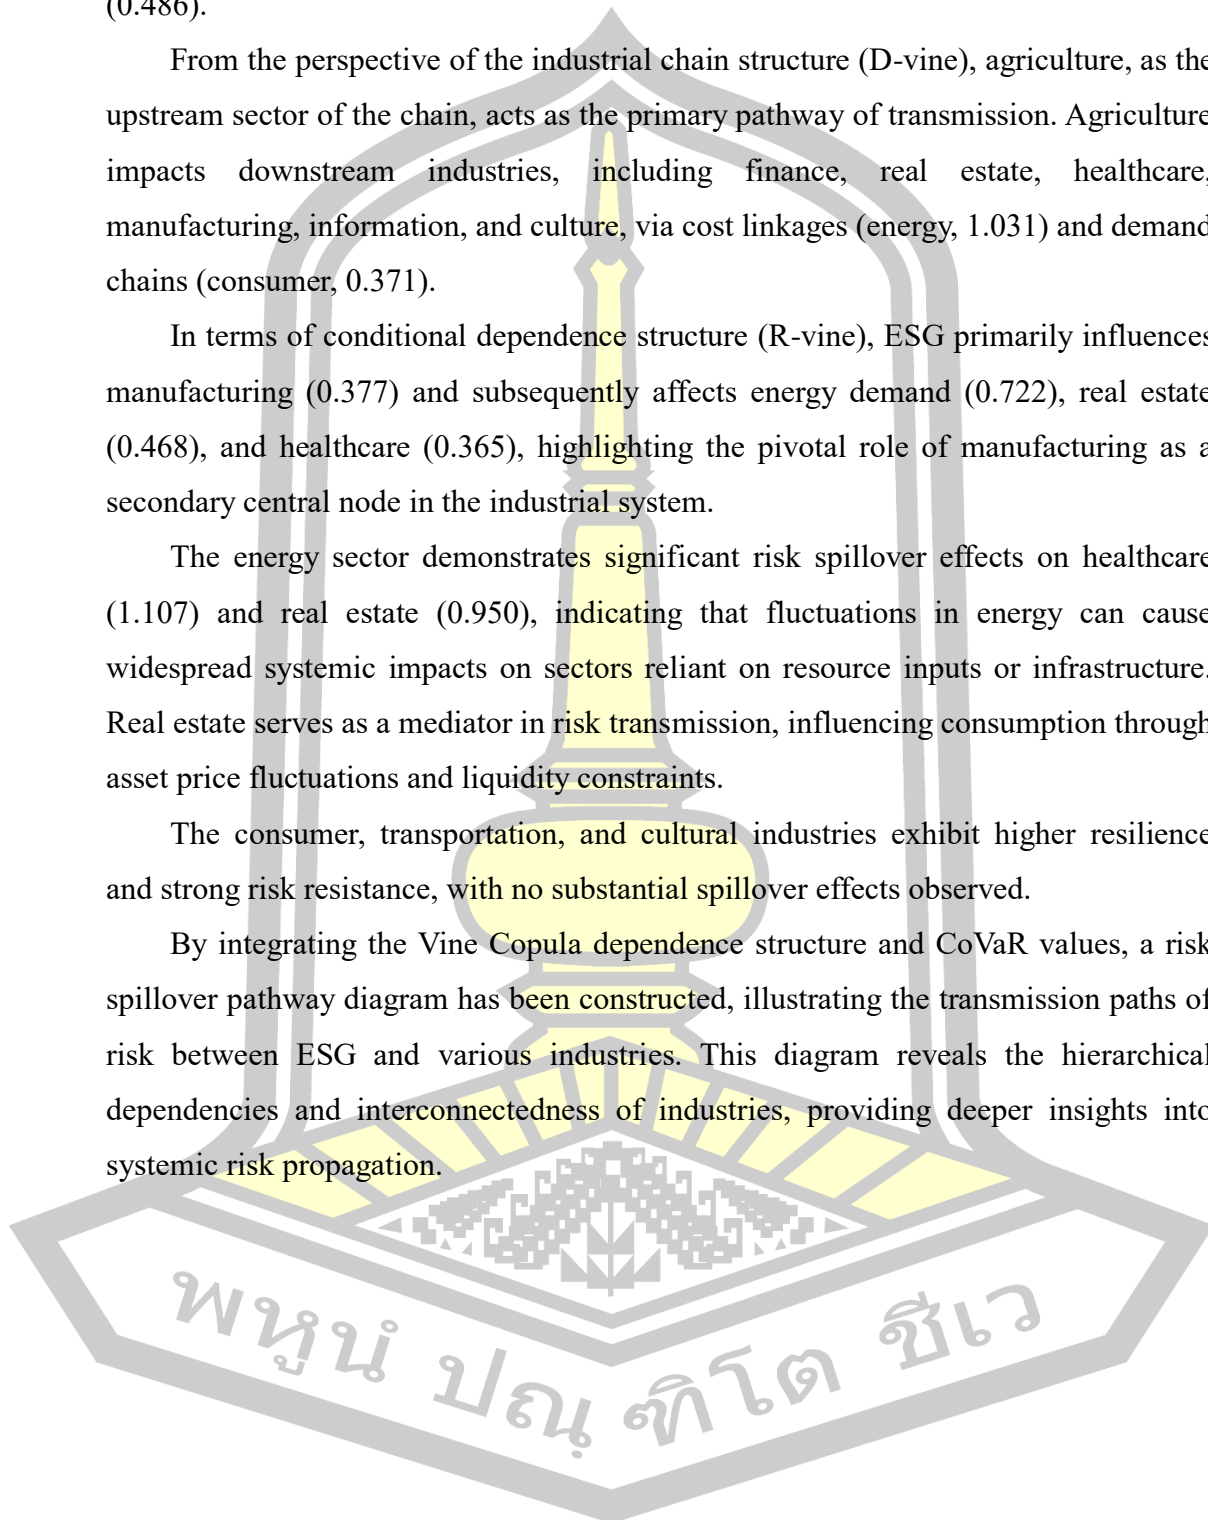 (0.486).
From the perspective of the industrial chain structure (D-vine), agriculture, as the
upstream sector of the chain, acts as the primary pathway of transmission. Agriculture
impacts downstream industries, including finance, real estate, healthcare,
manufacturing, information, and culture, via cost linkages (energy, 1.031) and demand
chains (consumer, 0.371).
In terms of conditional dependence structure (R-vine), ESG primarily influences
manufacturing (0.377) and subsequently affects energy demand (0.722), real estate
(0.468), and healthcare (0.365), highlighting the pivotal role of manufacturing as a
secondary central node in the industrial system.
The energy sector demonstrates significant risk spillover effects on healthcare
(1.107) and real estate (0.950), indicating that fluctuations in energy can cause
widespread systemic impacts on sectors reliant on resource inputs or infrastructure.
Real estate serves as a mediator in risk transmission, influencing consumption through
asset price fluctuations and liquidity constraints.
The consumer, transportation, and cultural industries exhibit higher resilience
and strong risk resistance, with no substantial spillover effects observed.
By integrating the Vine Copula dependence structure and CoVaR values, a risk
spillover pathway diagram has been constructed, illustrating the transmission paths of
risk between ESG and various industries. This diagram reveals the hierarchical
dependencies and interconnectedness of industries, providing deeper insights into
systemic risk propagation.
พหูนํ ปณฺ ฑิโต ชีเว